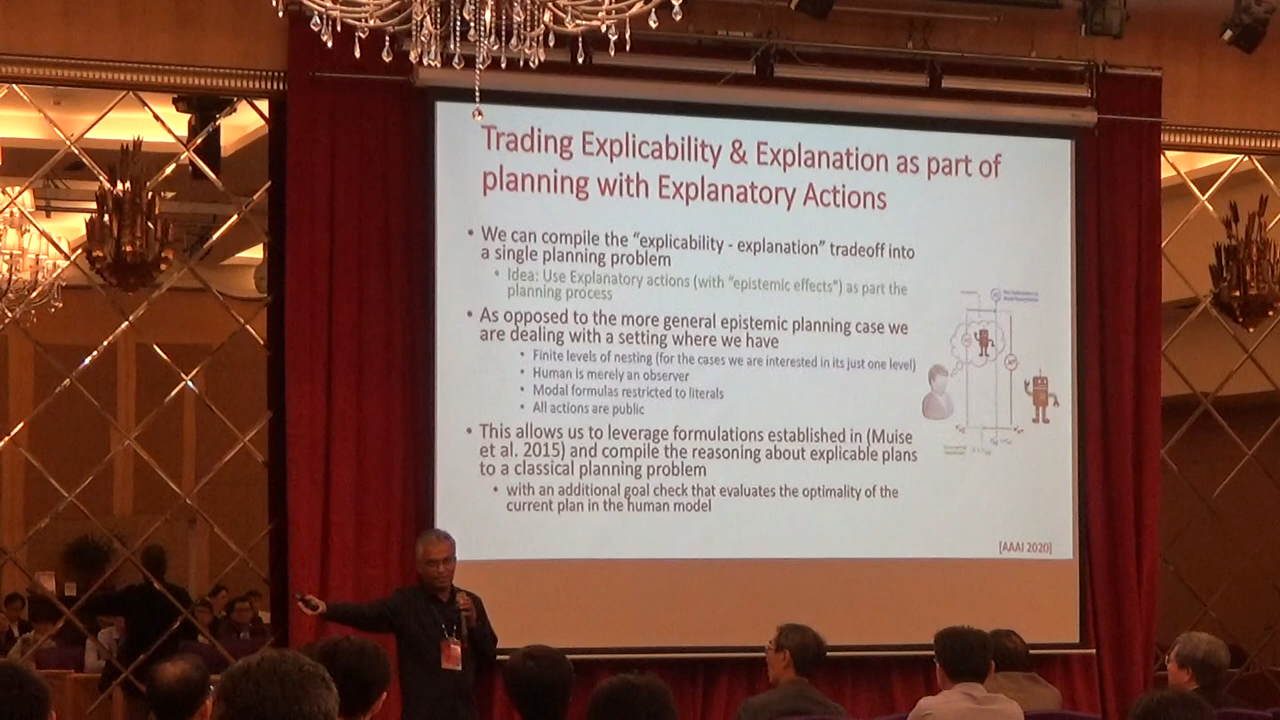 Trading Explicability & Explanation as part of
planning with Explanatory Actions
• We can compile the “explicability - explanation” tradeoff into
a single planning problem
• Idea: Use Explanatory actions (with “epistemic effects”) as part the
planning process
• As opposed to the more general epistemic planning case we
are dealing with a setting where we have
• Finite levels of nesting (for the cases we are interested in its just one level)
• Human is merely an observer
• Modal formulas restricted to literals
• All actions are public
• This allows us to leverage formulations established in (Muise
et al. 2015) and compile the reasoning about explicable plans
to a classical planning problem
• with an additional goal check that evaluates the optimality of the
current plan in the human model
[AAAI 2020]